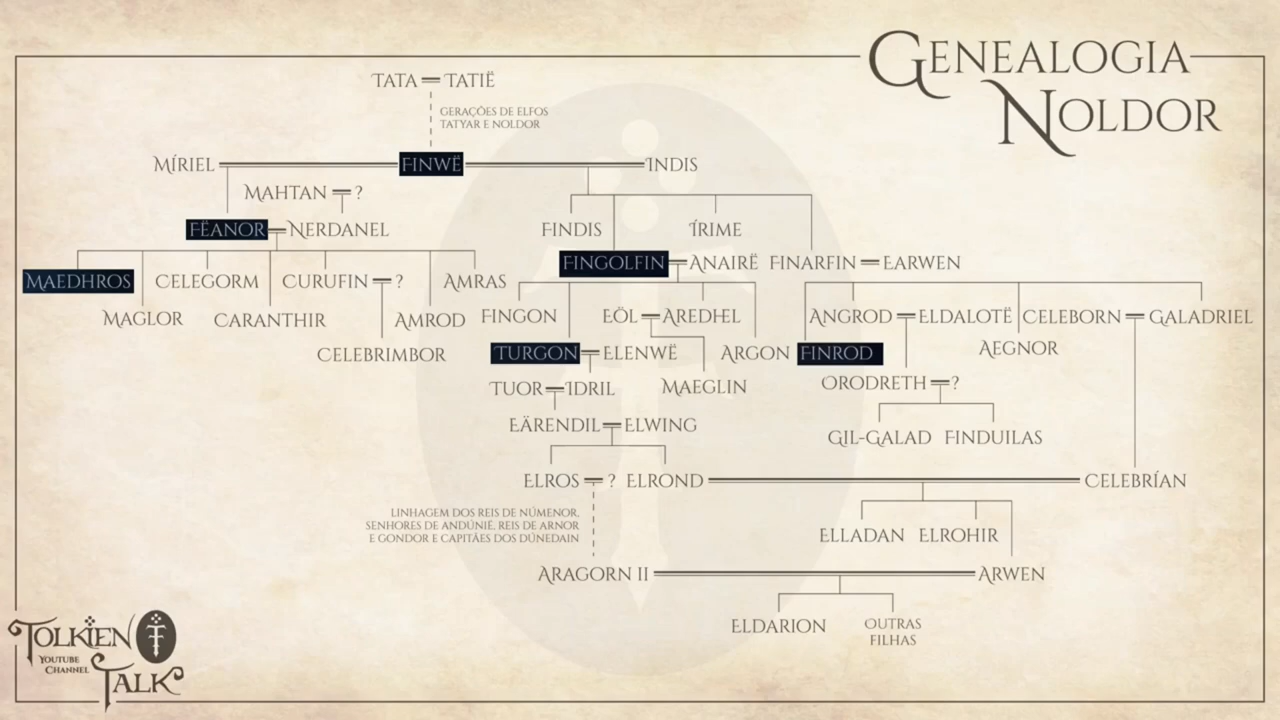 GENEALOGIA
NOLDOR
TATA TATIË
GERAÇÕES DE ELFOS
TATYAR E NOLDOR
MÍRIEL FINWË INDIS
MAHTAN ?
FËANOR NERDANEL FINDIS ÍRIME
FINGOLFIN ANAIRË FINARFIN EARWEN
MAEDHROS CELEGORM CURUFIN ? AMRAS
MAGLOR CARANTHIR AMROD FINGON EÖL AREDHEL ANGROD ELDALOTË CELEBORN GALADRIEL
CELEBRIMBOR TURGON ELENWË ARGON FINROD AEGNOR
TUOR IDRIL MAEGLIN ORODRETH ?
EÄRENDIL ELWING GIL-GALAD FINDUILAS
ELROS ? ELROND CELEBRÍAN
LINHAGEM DOS REIS DE NÚMENOR,
SENHORES DE ANDÚNIË, REIS DE ARNOR
E GONDOR E CAPITÃES DOS DÚNEDAIN
ELLADAN ELROHIR
ARAGORN II ARWEN
ELDARION OUTRAS
FILHAS
TOLKIEN
YOUTUBE
CHANNEL
TALK